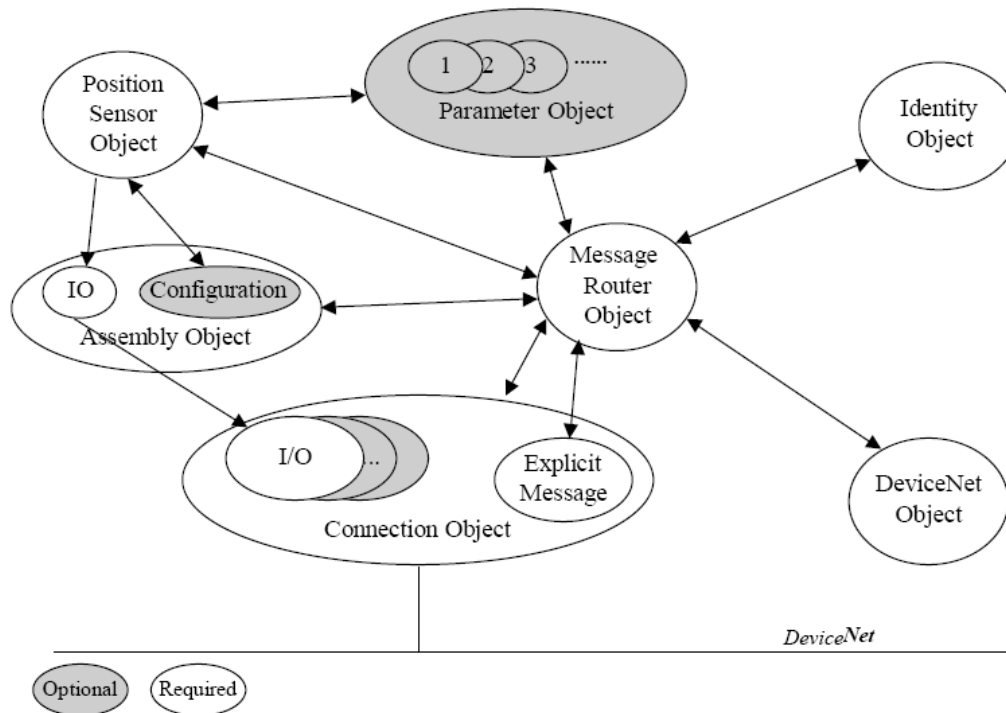 1
2
3
......
Parameter Object
Position
Sensor
Object
Identity
Object
Message
Router
Object
IO
Configuration
Assembly Object
I/O
...
Explicit
Message
Connection Object
DeviceNet
Object
DeviceNet
Optional
Required